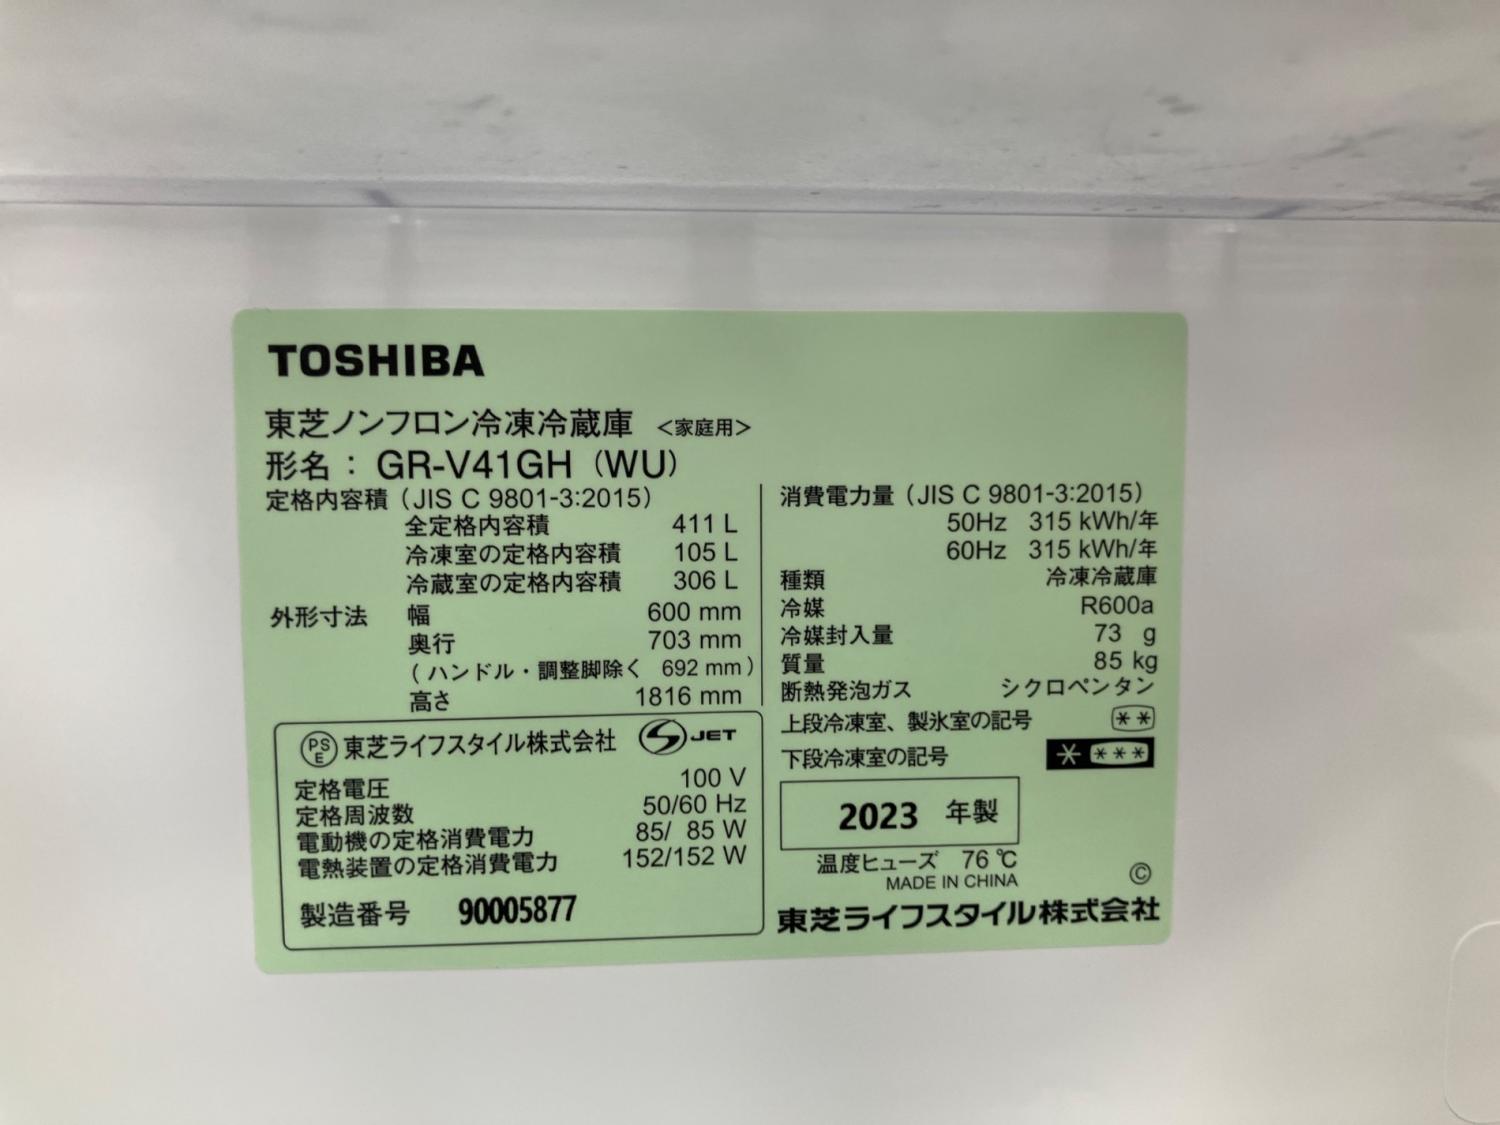 TOSHIBA
東芝ノンフロン冷凍冷蔵庫 <家庭用>
形名: GR-V41GH (WU)
定格内容積 (JIS C 9801-3:2015)
全定格内容積 411 L
冷凍室の定格内容積 105 L
冷蔵室の定格内容積 306 L
外形寸法 幅 600 mm
奥行 703 mm
(ハンドル・調整脚除く 692 mm)
高さ 1816 mm
PS E 東芝ライフスタイル株式会社 JET
定格電圧 100 V
定格周波数 50/60 Hz
電動機の定格消費電力 85/ 85 W
電熱装置の定格消費電力 152/152 W
製造番号 90005877
消費電力量 (JIS C 9801-3:2015)
50Hz 315 kWh/年
60Hz 315 kWh/年
種類 冷凍冷蔵庫
冷媒 R600a
冷媒封入量 73 g
質量 85 kg
断熱発泡ガス シクロペンタン
上段冷凍室、製氷室の記号 **
下段冷凍室の記号 * ***
2023 年製
温度ヒューズ 76 ℃
MADE IN CHINA ©
東芝ライフスタイル株式会社